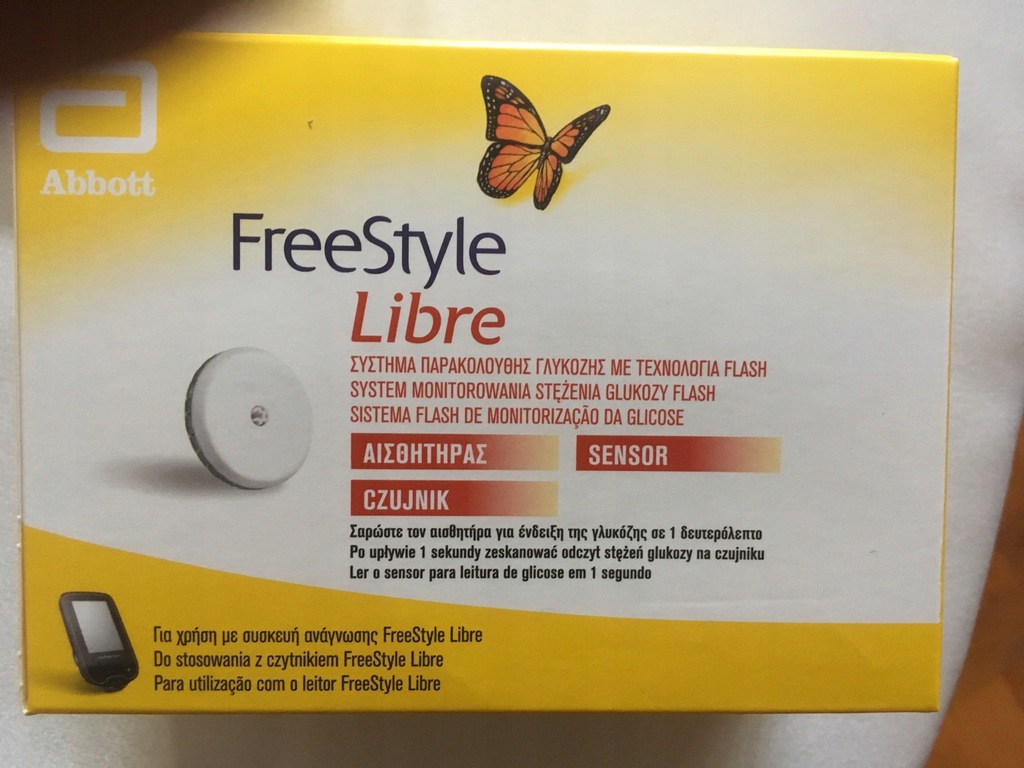 Abbott
FreeStyle
Libre
ΣΥΣΤΗΜΑ ΠΑΡΑΚΟΛΟΥΘΗΣ ΓΛΥΚΟΖΗΣ ΜΕ ΤΕΧΝΟΛΟΓΙΑ FLASH
SYSTEM MONITOROWANIA STĘŻENIA GLUKOZY FLASH
SISTEMA FLASH DE MONITORIZAÇÃO DA GLICOSE
ΑΙΣΘΗΤΗΡΑΣ SENSOR
CZUJNIK
Σαρώστε τον αισθητήρα για ένδειξη της γλυκόζης σε 1 δευτερόλεπτο
Po upływie 1 sekundy zeskanować odczyt stężeń glukozy na czujniku
Ler o sensor para leitura de glicose em 1 segundo
Για χρήση με συσκευή ανάγνωσης FreeStyle Libre
Do stosowania z czytnikiem FreeStyle Libre
Para utilização com o leitor FreeStyle Libre